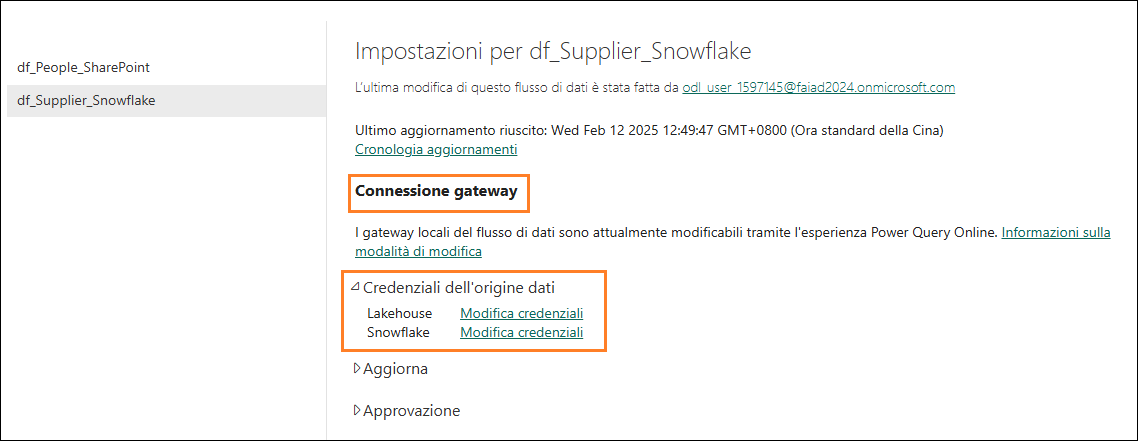 df_People_SharePoint
df_Supplier_Snowflake
Impostazioni per df_Supplier_Snowflake
L'ultima modifica di questo flusso di dati è stata fatta da odl_user_1597145@faiad2024.onmicrosoft.com
Ultimo aggiornamento riuscito: Wed Feb 12 2025 12:49:47 GMT+0800 (Ora standard della Cina)
Cronologia aggiornamenti
Connessione gateway
I gateway locali del flusso di dati sono attualmente modificabili tramite l'esperienza Power Query Online. Informazioni sulla
modalità di modifica
Credenziali dell'origine dati
Lakehouse Modifica credenziali
Snowflake Modifica credenziali
Aggiorna
Approvazione